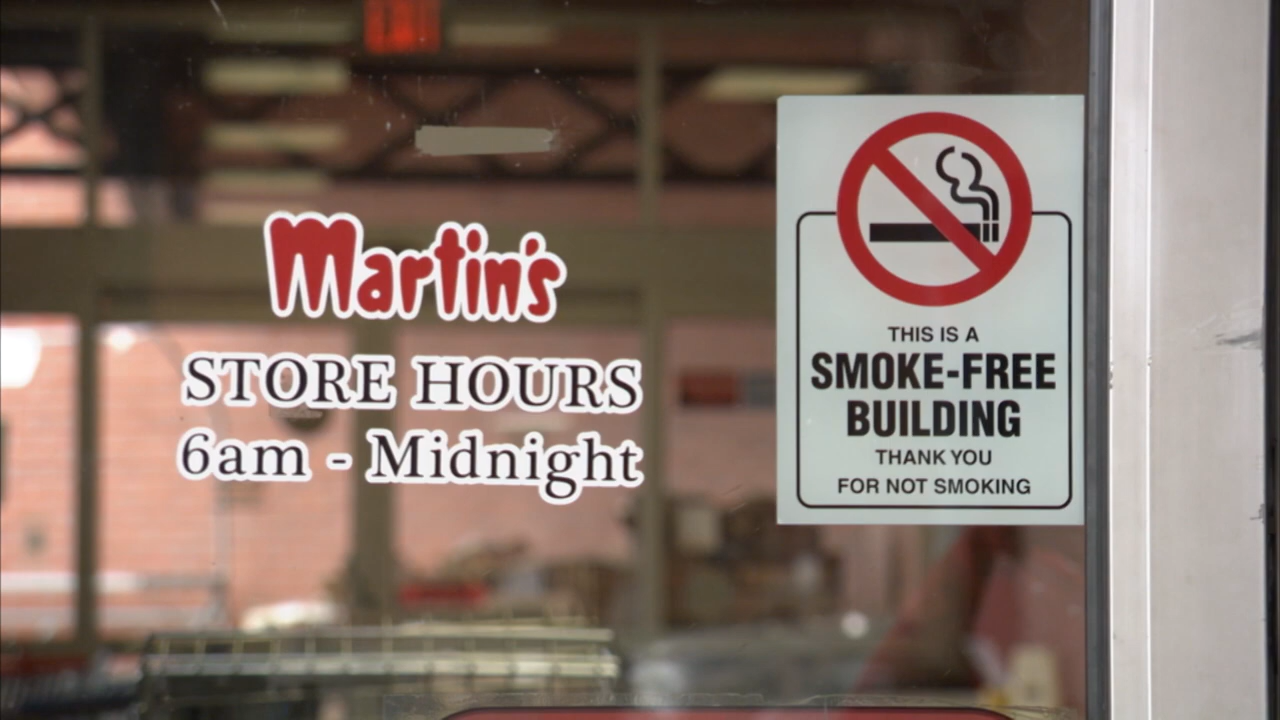 Martin's
STORE HOURS
6am - Midnight
THIS IS A
SMOKE-FREE
BUILDING
THANK YOU
FOR NOT SMOKING